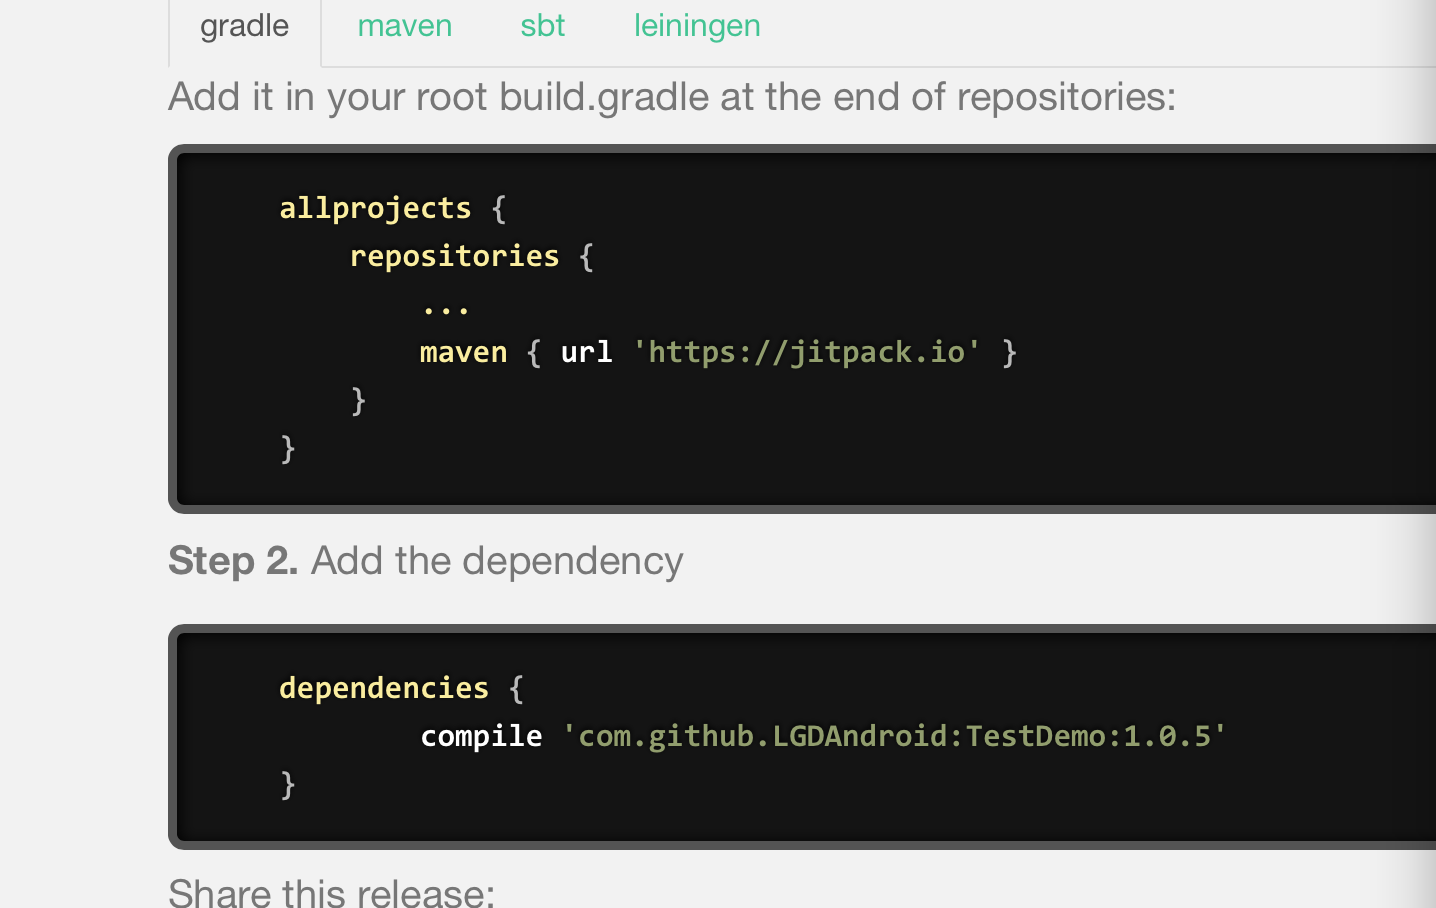 gradle maven sbt leiningen
Add it in your root build.gradle at the end of repositories:
allprojects {
repositories {
...
maven { url 'https://jitpack.io' }
}
}
Step 2. Add the dependency
dependencies {
compile 'com.github.LGDAndroid:TestDemo:1.0.5'
}
Share this release: